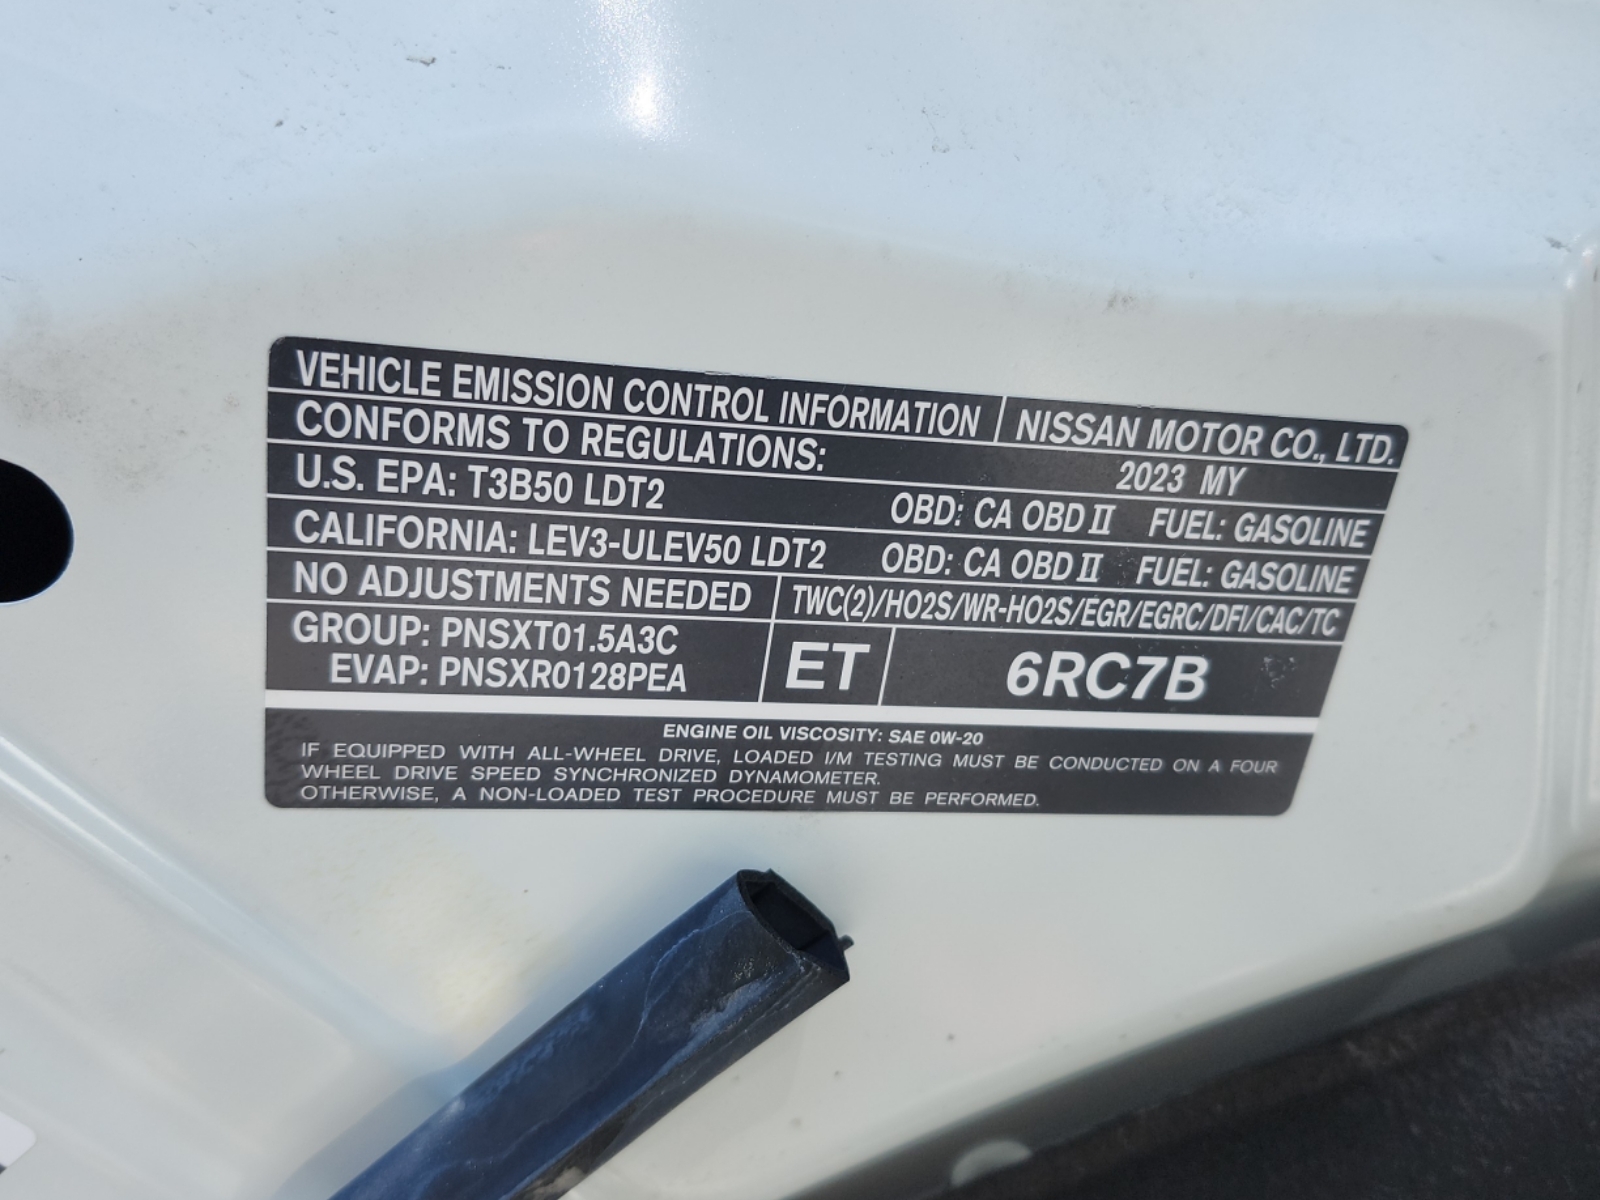 VEHICLE EMISSION CONTROL INFORMATION NISSAN MOTOR CO., LTD.
CONFORMS TO REGULATIONS: 2023 MY
U.S. EPA: T3B50 LDT2 OBD: CA OBD II FUEL: GASOLINE
CALIFORNIA: LEV3-ULEV50 LDT2 OBD: CA OBD II FUEL: GASOLINE
NO ADJUSTMENTS NEEDED TWC(2)/HO2S/WR-HO2S/EGR/EGRC/DFI/CAC/TC
GROUP: PNSXT01.5A3C
EVAP: PNSXR0128PEA
ET 6RC7B
ENGINE OIL VISCOSITY: SAE 0W-20
IF EQUIPPED WITH ALL-WHEEL DRIVE, LOADED I/M TESTING MUST BE CONDUCTED ON A FOUR
WHEEL DRIVE SPEED SYNCHRONIZED DYNAMOMETER.
OTHERWISE, A NON-LOADED TEST PROCEDURE MUST BE PERFORMED.